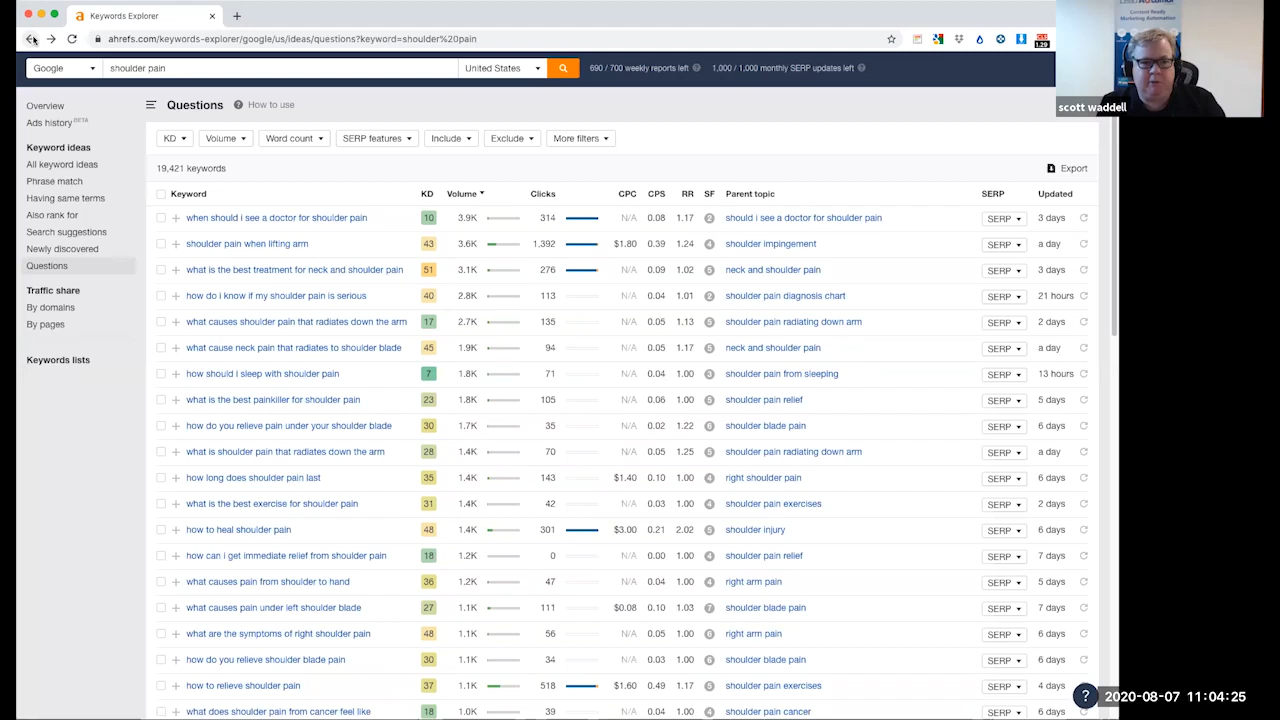 Keywords Explorer
ahrefs.com/keywords-explorer/google/us/ideas/questions?keyword=shoulder%20pain
1.29
Content Ready
Marketing Automation
scott waddell
Google
shoulder pain
United States
690 / 700 weekly reports left
1,000 / 1,000 monthly SERP updates left
Overview
Ads history BETA
Keyword ideas
All keyword ideas
Phrase match
Having same terms
Also rank for
Search suggestions
Newly discovered
Questions
Traffic share
By domains
By pages
Keywords lists
Questions ? How to use
KD Volume Word count SERP features Include Exclude More filters
19,421 keywords Export
Keyword KD Volume Clicks CPC CPS RR SF Parent topic SERP Updated
when should i see a doctor for shoulder pain 10 3.9K 314 N/A 0.08 1.17 2 should i see a doctor for shoulder pain SERP 3 days
shoulder pain when lifting arm 43 3.6K 1,392 $1.80 0.39 1.24 4 shoulder impingement SERP a day
what is the best treatment for neck and shoulder pain 51 3.1K 276 N/A 0.09 1.02 5 neck and shoulder pain SERP 3 days
how do i know if my shoulder pain is serious 40 2.8K 113 N/A 0.04 1.01 2 shoulder pain diagnosis chart SERP 21 hours
what causes shoulder pain that radiates down the arm 17 2.7K 135 N/A 0.05 1.13 5 shoulder pain radiating down arm SERP 2 days
what cause neck pain that radiates to shoulder blade 45 1.9K 94 N/A 0.05 1.17 5 neck and shoulder pain SERP a day
how should i sleep with shoulder pain 7 1.8K 71 N/A 0.04 1.00 3 shoulder pain from sleeping SERP 13 hours
what is the best painkiller for shoulder pain 23 1.8K 105 N/A 0.06 1.00 5 shoulder pain relief SERP 5 days
how do you relieve pain under your shoulder blade 30 1.7K 35 N/A 0.02 1.22 6 shoulder blade pain SERP 6 days
what is shoulder pain that radiates down the arm 28 1.4K 70 N/A 0.05 1.25 5 shoulder pain radiating down arm SERP a day
how long does shoulder pain last 35 1.4K 143 $1.40 0.10 1.00 4 right shoulder pain SERP 6 days
what is the best exercise for shoulder pain 31 1.4K 42 N/A 0.03 1.00 4 shoulder pain exercises SERP 2 days
how to heal shoulder pain 48 1.4K 301 $3.00 0.21 2.02 5 shoulder injury SERP 6 days
how can i get immediate relief from shoulder pain 18 1.2K 0 N/A 0.00 1.00 4 shoulder pain relief SERP 7 days
what causes pain from shoulder to hand 36 1.2K 47 N/A 0.04 1.00 4 right arm pain SERP 5 days
what causes pain under left shoulder blade 27 1.1K 111 $0.08 0.10 1.03 7 shoulder blade pain SERP 7 days
what are the symptoms of right shoulder pain 48 1.1K 56 N/A 0.05 1.00 6 right arm pain SERP 6 days
how do you relieve shoulder blade pain 30 1.1K 34 N/A 0.03 1.00 6 shoulder blade pain SERP 6 days
how to relieve shoulder pain 37 1.1K 518 $1.60 0.49 1.17 5 shoulder pain exercises SERP 4 days
what does shoulder pain from cancer feel like 18 1.0K 39 N/A 0.04 1.00 4 shoulder pain cancer SERP 6 days
? 2020-08-07 11:04:25